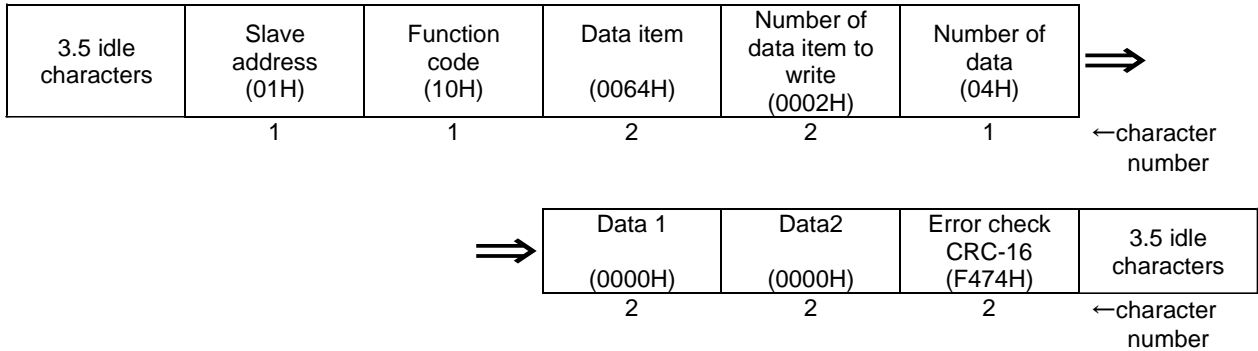 3.5 idle
characters
Slave
address
(01H)
Function
code
(10H)
Data item
(0064H)
Number of
data item to
write
(0002H)
Number of
data
(04H)
⇒
1 1 2 2 1 ←character
number
⇒
Data 1
(0000H)
Data2
(0000H)
Error check
CRC-16
(F474H)
3.5 idle
characters
2 2 2 ←character
number